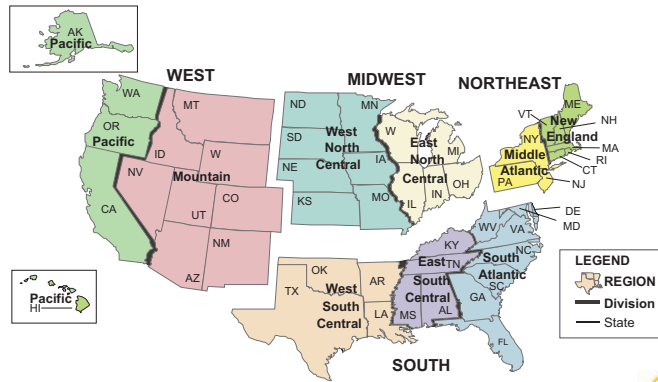 AK
Pacific
WEST
MIDWEST
NORTHEAST
WA
MT
ND
MN
ME
VT
New
NH
OR
Pacific
SD
West
North
Central
W
East
North
Central
MI
NY
England
MA
ID
W
IA
Middle
Atlantic
RI
NV
Mountain
NE
PA
CT
CO
OH
NJ
CA
UT
KS
MO
IL
IN
DE
MD
WV
VA
NM
KY
NC
AZ
OK
AR
East
South
Central
TN
South
Atlantic
SC
LEGEND
REGION
Division
State
Pacific
HI
TX
West
South
Central
LA
MS
AL
GA
FL
SOUTH